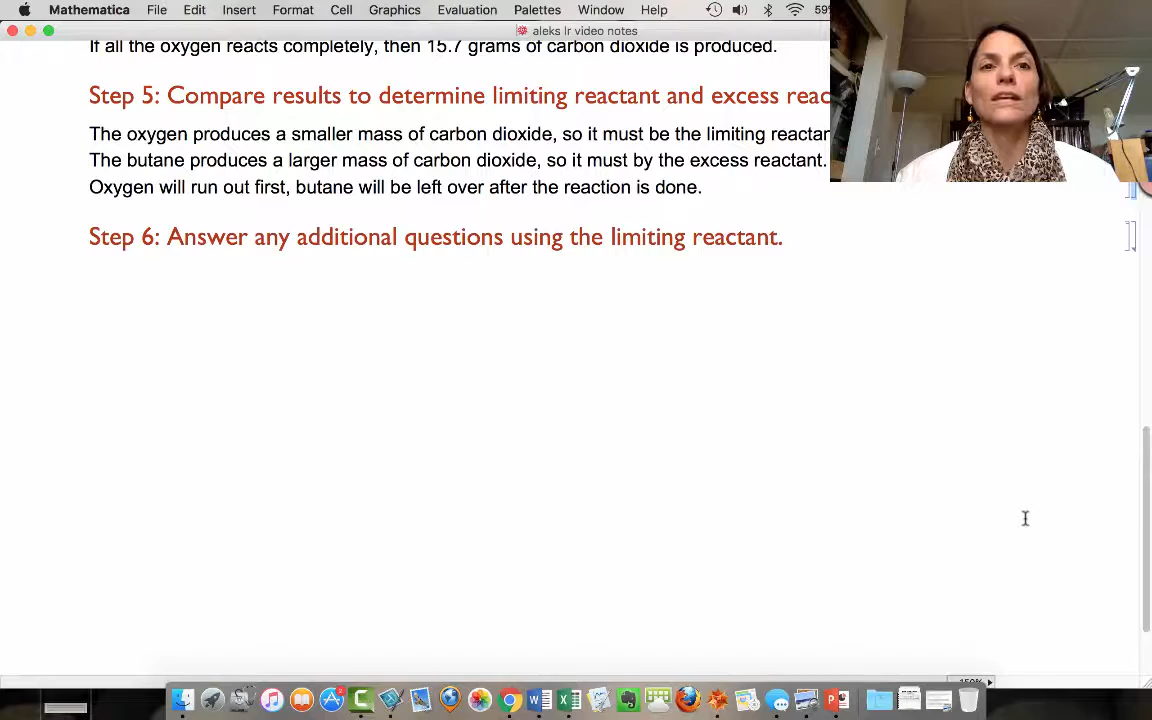 Mathematica File Edit Insert Format Cell Graphics Evaluation Palettes Window Help 59%
aleks lr video notes
If all the oxygen reacts completely, then 15.7 grams of carbon dioxide is produced.
Step 5: Compare results to determine limiting reactant and excess reac
The oxygen produces a smaller mass of carbon dioxide, so it must be the limiting reactan
The butane produces a larger mass of carbon dioxide, so it must by the excess reactant.
Oxygen will run out first, butane will be left over after the reaction is done.
Step 6: Answer any additional questions using the limiting reactant.
150%